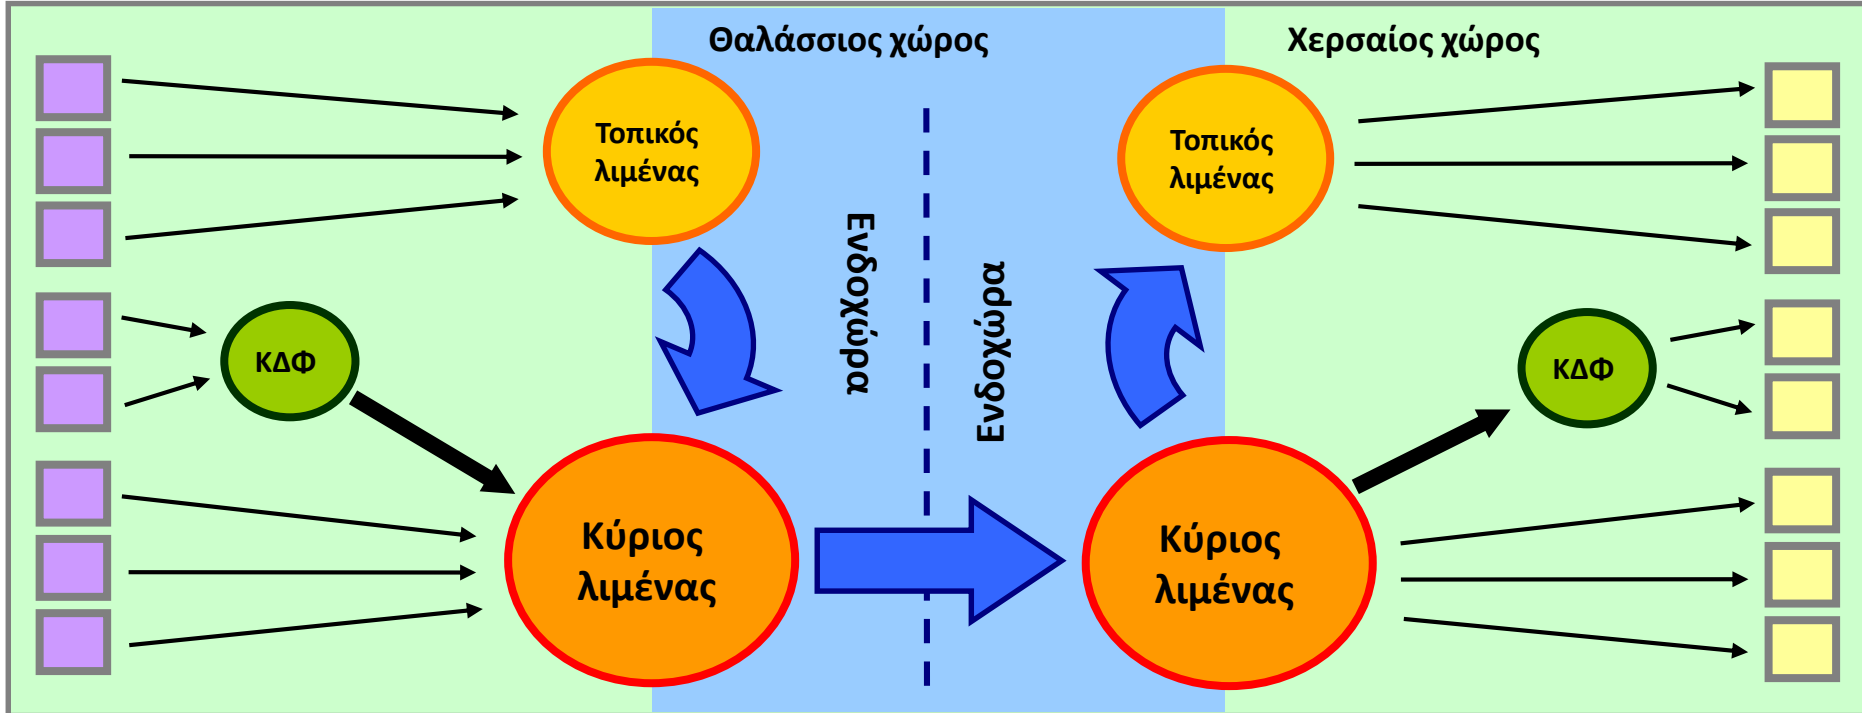 Θαλάσσιος χώρος
Χερσαίος χώρος
Τοπικός
λιμένας
Τοπικός
λιμένας
Ενδοχώρα
Ενδοχώρα
ΚΔΦ
ΚΔΦ
Κύριος
λιμένας
Κύριος
λιμένας